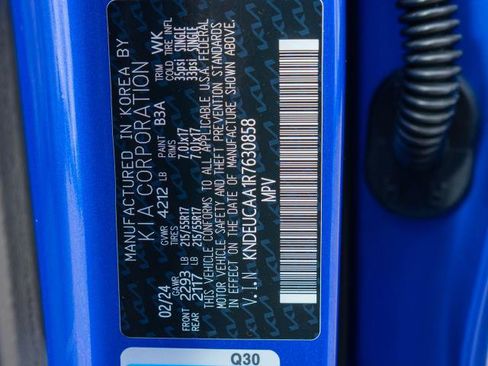 MANUFACTURED IN KOREA BY
KIA CORPORATION
02/24 GVWR 4212 LB PAINT B3A TRIM WK
GAWR TIRES RIMS COLD TIRE INFL
FRONT 2293 LB 215/55R17 7.0Jx17 33psi SINGLE
REAR 2117 LB 215/55R17 7.0Jx17 33psi SINGLE
THIS VEHICLE CONFORMS TO ALL APPLICABLE U.S.A. FEDERAL
MOTOR VEHICLE SAFETY AND THEFT PREVENTION STANDARDS
IN EFFECT ON THE DATE OF MANUFACTURE SHOWN ABOVE.
V.I.N KNDEUCAA1R7630858
MPV
Q30